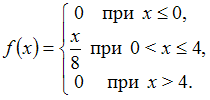 f(x) = { 0 при x ≤ 0,
x/8 при 0 < x ≤ 4,
0 при x > 4.